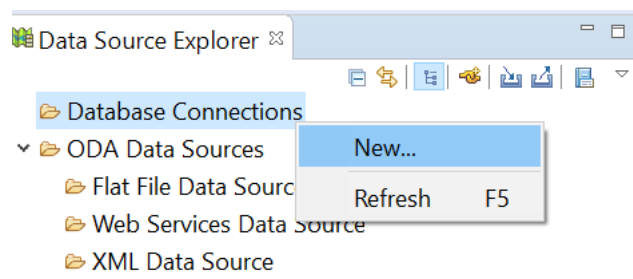 Data Source Explorer
Database Connections
ODA Data Sources
New...
Flat File Data Sourc
Refresh F5
Web Services Data Source
XML Data Source